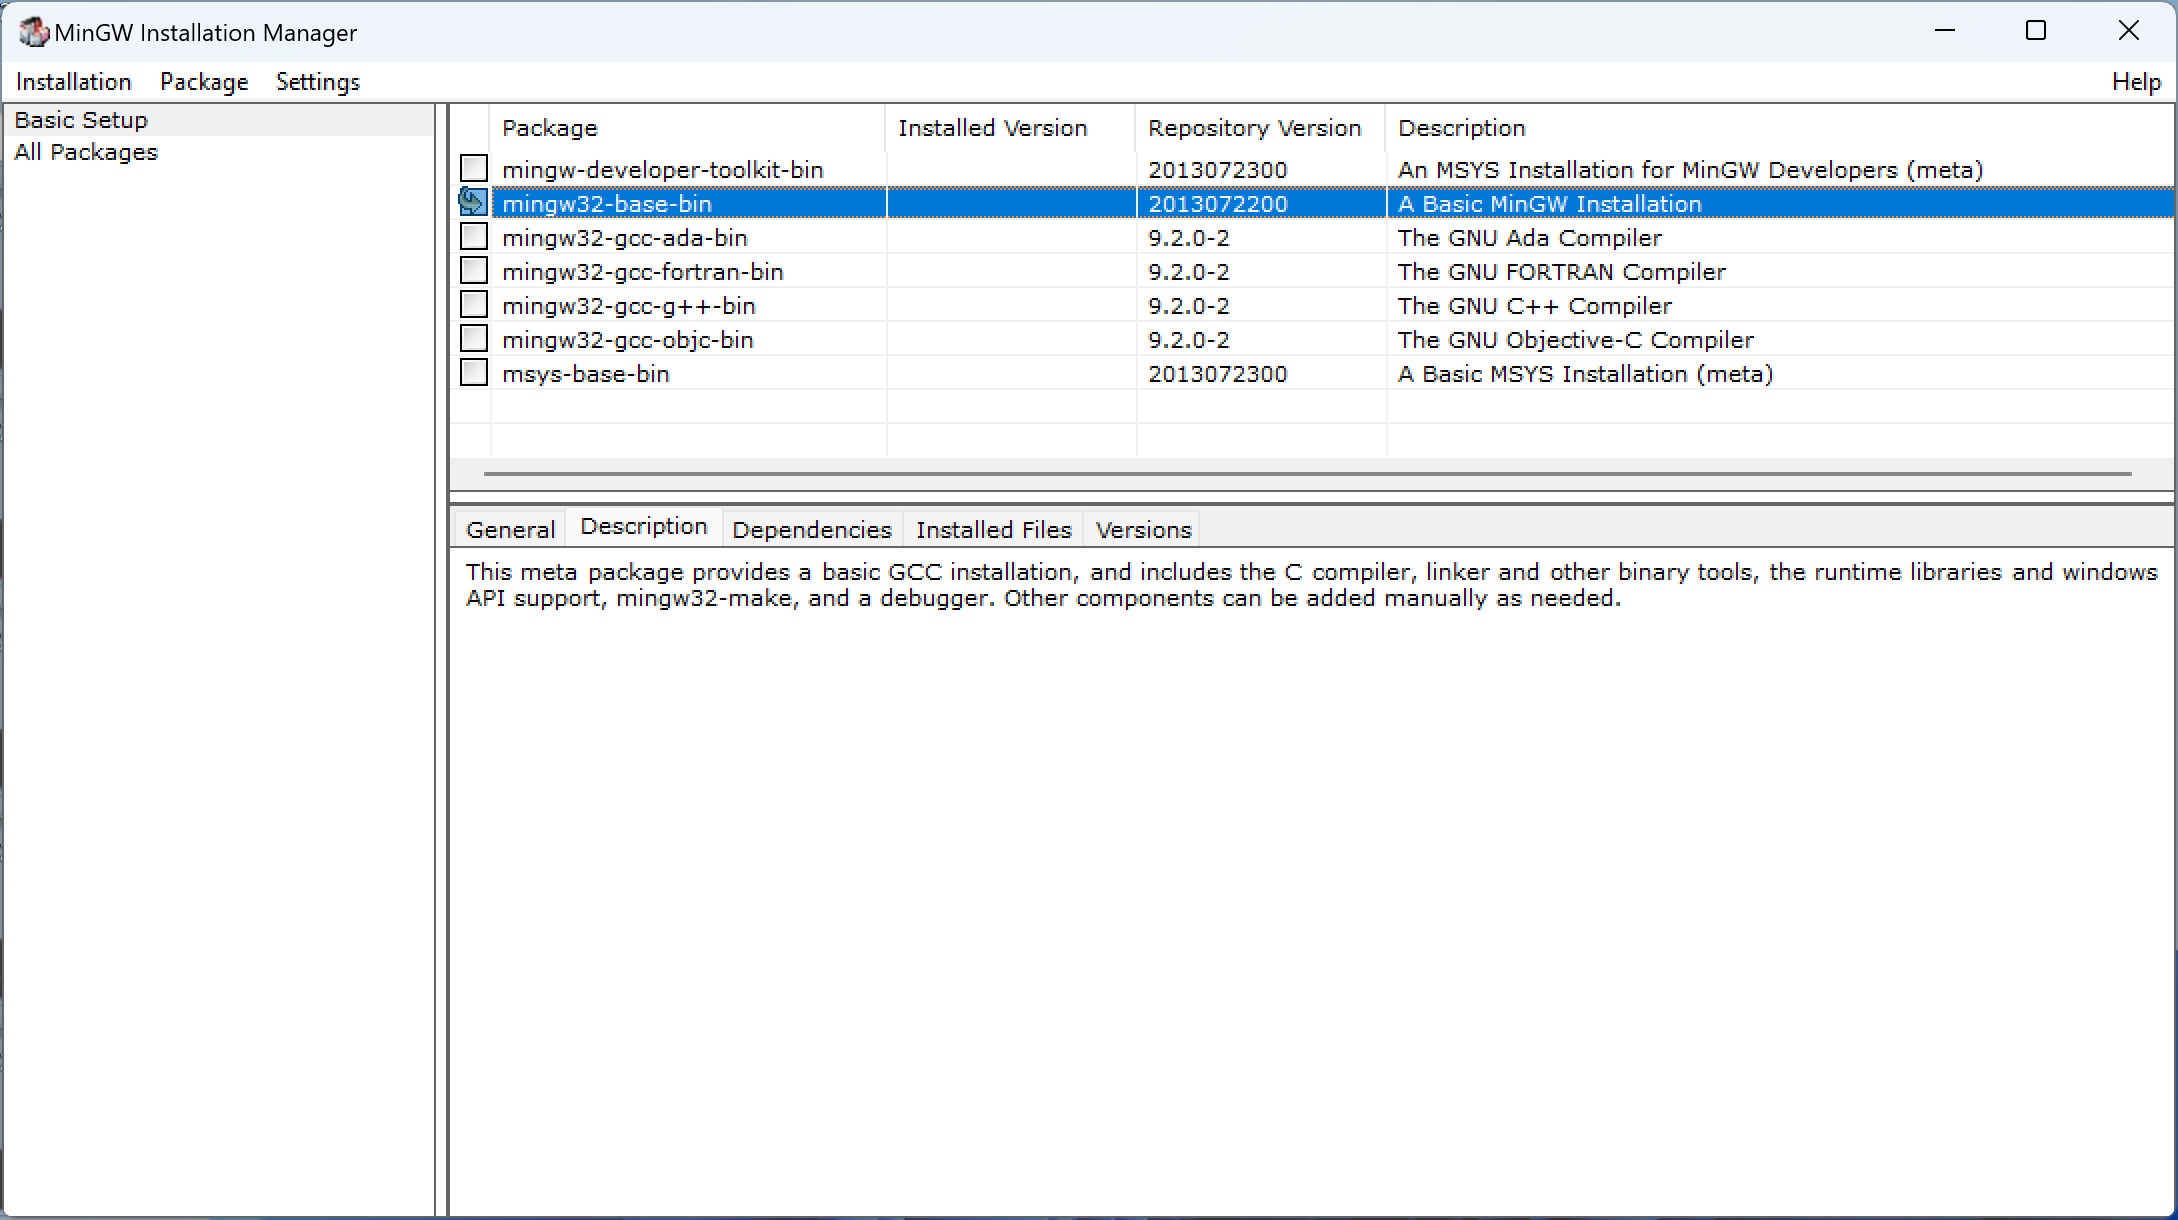 MinGW Installation Manager
Installation Package Settings Help
Basic Setup
All Packages
Package Installed Version Repository Version Description
mingw-developer-toolkit-bin 2013072300 An MSYS Installation for MinGW Developers (meta)
mingw32-base-bin 2013072200 A Basic MinGW Installation
mingw32-gcc-ada-bin 9.2.0-2 The GNU Ada Compiler
mingw32-gcc-fortran-bin 9.2.0-2 The GNU FORTRAN Compiler
mingw32-gcc-g++-bin 9.2.0-2 The GNU C++ Compiler
mingw32-gcc-objc-bin 9.2.0-2 The GNU Objective-C Compiler
msys-base-bin 2013072300 A Basic MSYS Installation (meta)
General Description Dependencies Installed Files Versions
This meta package provides a basic GCC installation, and includes the C compiler, linker and other binary tools, the runtime libraries and windows
API support, mingw32-make, and a debugger. Other components can be added manually as needed.